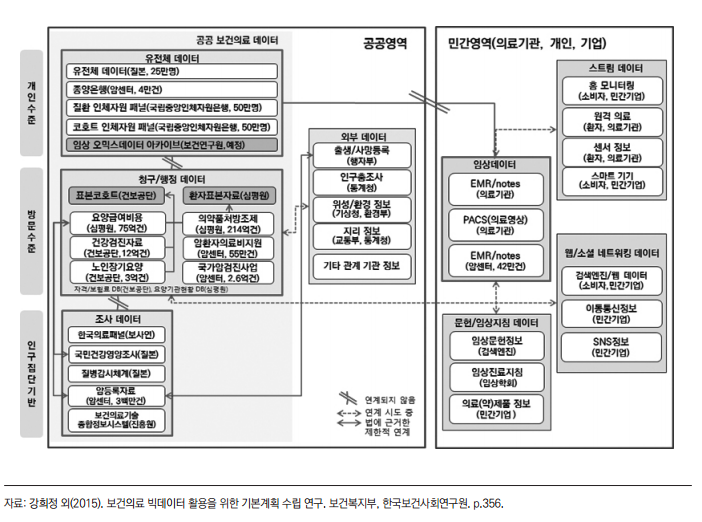 공공 보건의료 데이터
공공영역
민간영역(의료기관, 개인, 기업)
개인수준
유전체 데이터
유전체 데이터(질본, 25만명)
종양은행(암센터, 4만건)
질환 인체자원 패널(국립중앙인체자원은행, 50만명)
코호트 인체자원 패널(국립중앙인체자원은행, 50만명)
임상 오믹스데이터 아카이브(보건연구원,예정)
방문수준
청구/행정 데이터
표본코호트(건보공단)
환자표본자료(심평원)
요양급여비용
(심평원, 75억건)
의약품처방조제
(심평원, 214억건)
건강검진자료
(건보공단,12억건)
암환자의료비지원
(암센터, 55만건)
노인장기요양
(건보공단, 3억건)
국가암검진사업
(암센터, 2.6억건)
자격/보험료 DB(건보공단), 요양기관현황 DB(심평원)
인구집단기반
조사 데이터
한국의료패널(보사연)
국민건강영양조사(질본)
질병감시체계(질본)
암등록자료
(암센터, 3백만건)
보건의료기술
종합정보시스템(진흥원)
외부 데이터
출생/사망등록
(행자부)
인구총조사
(통계청)
위성/환경 정보
(기상청, 환경부)
지리 정보
(교통부, 통계청)
기타 관계 기관 정보
연계되지 않음
연계 시도 중
법에 근거한
제한적 연계
임상데이터
EMR/notes
(의료기관)
PACS(의료영상)
(의료기관)
EMR/notes
(암센터, 42만건)
문헌/임상지침 데이터
임상문헌정보
(검색엔진)
임상진료지침
(임상학회)
의료(약)제품 정보
(민간기업)
스트림 데이터
홈 모니터링
(소비자, 민간기업)
원격 의료
(환자, 의료기관)
센서 정보
(환자, 의료기관)
스마트 기기
(소비자, 민간기업)
웹/소셜 네트워킹 데이터
검색엔진/웹 데이터
(소비자,민간기업)
이동통신정보
(민간기업)
SNS정보
(민간기업)
자료: 강희정 외(2015). 보건의료 빅데이터 활용을 위한 기본계획 수립 연구. 보건복지부, 한국보건사회연구원. p.356.